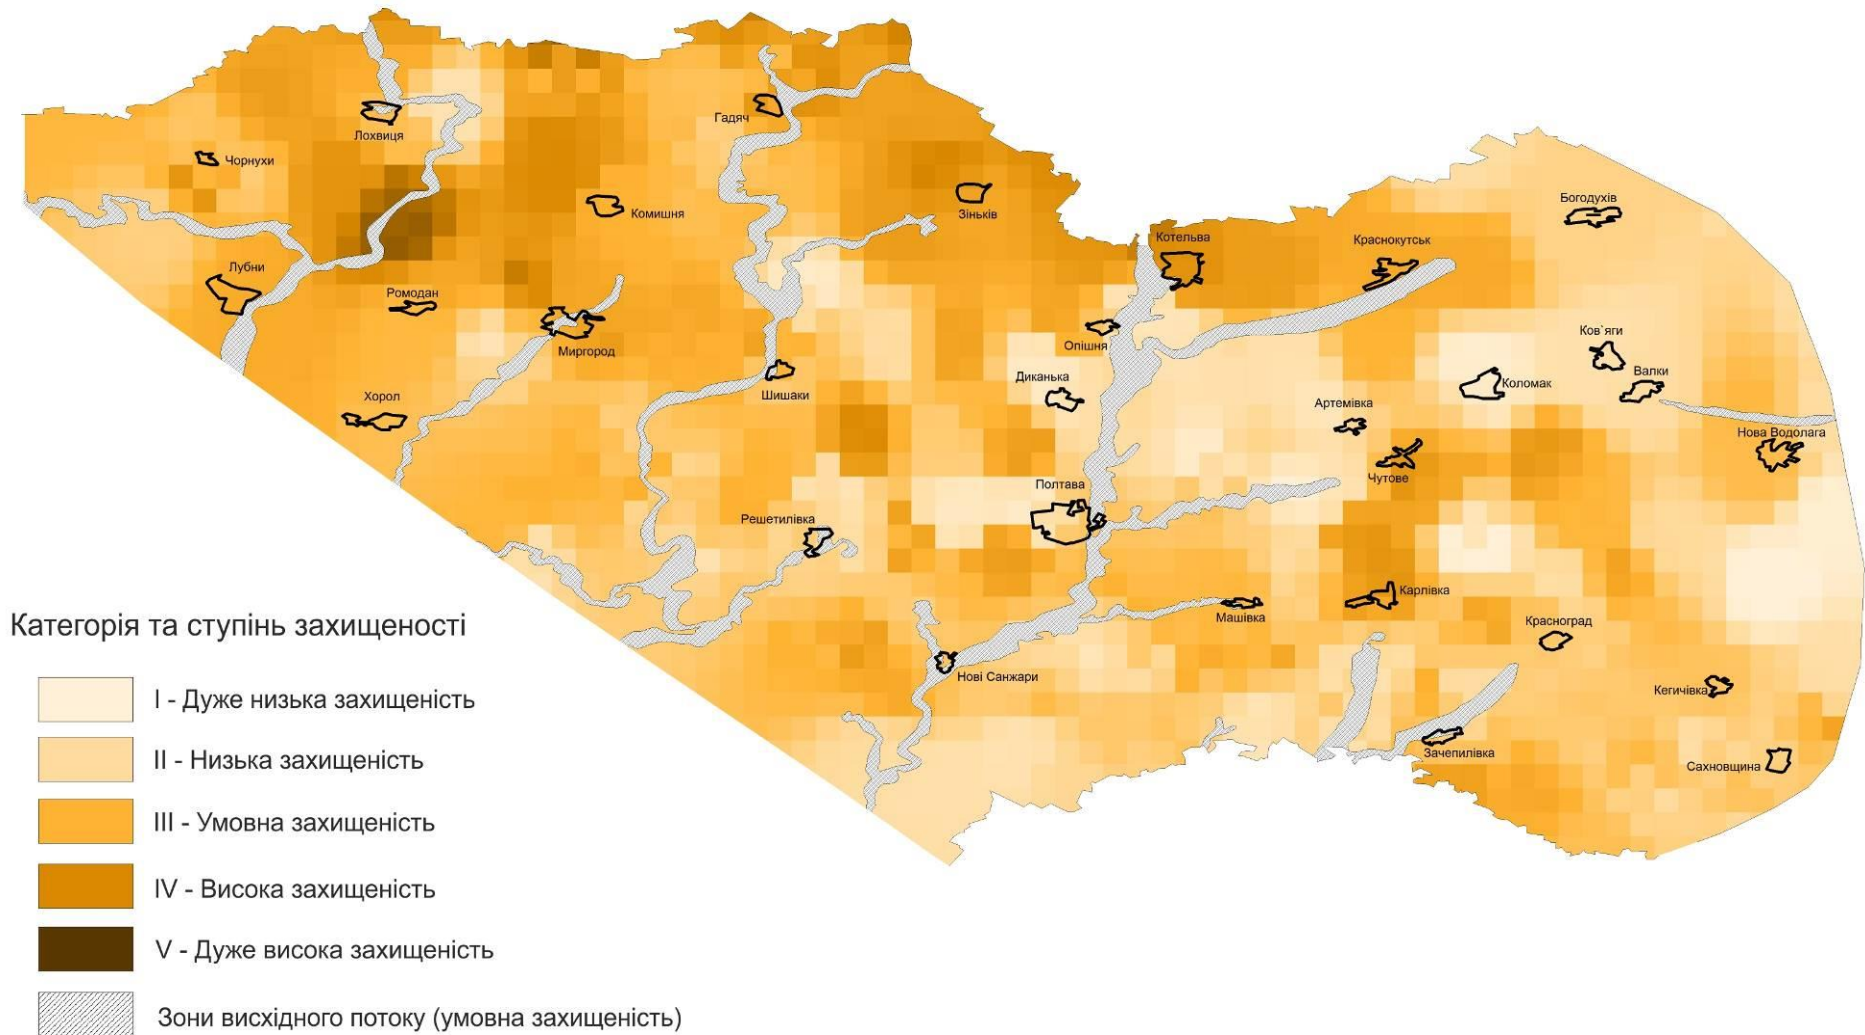 Лохвиця
Гадяч
Чорнухи
Комишня
Зіньків
Богодухів
Котельва
Краснокутськ
Лубни
Ромодан
Миргород
Опішня
Ков`яги
Диканька
Коломак
Валки
Шишаки
Хорол
Артемівка
Нова Водолага
Чутове
Полтава
Решетилівка
Карлівка
Машівка
Красноград
Нові Санжари
Кегичівка
Зачепилівка
Сахновщина
Категорія та ступінь захищеності
I - Дуже низька захищеність
II - Низька захищеність
III - Умовна захищеність
IV - Висока захищеність
V - Дуже висока захищеність
Зони висхідного потоку (умовна захищеність)